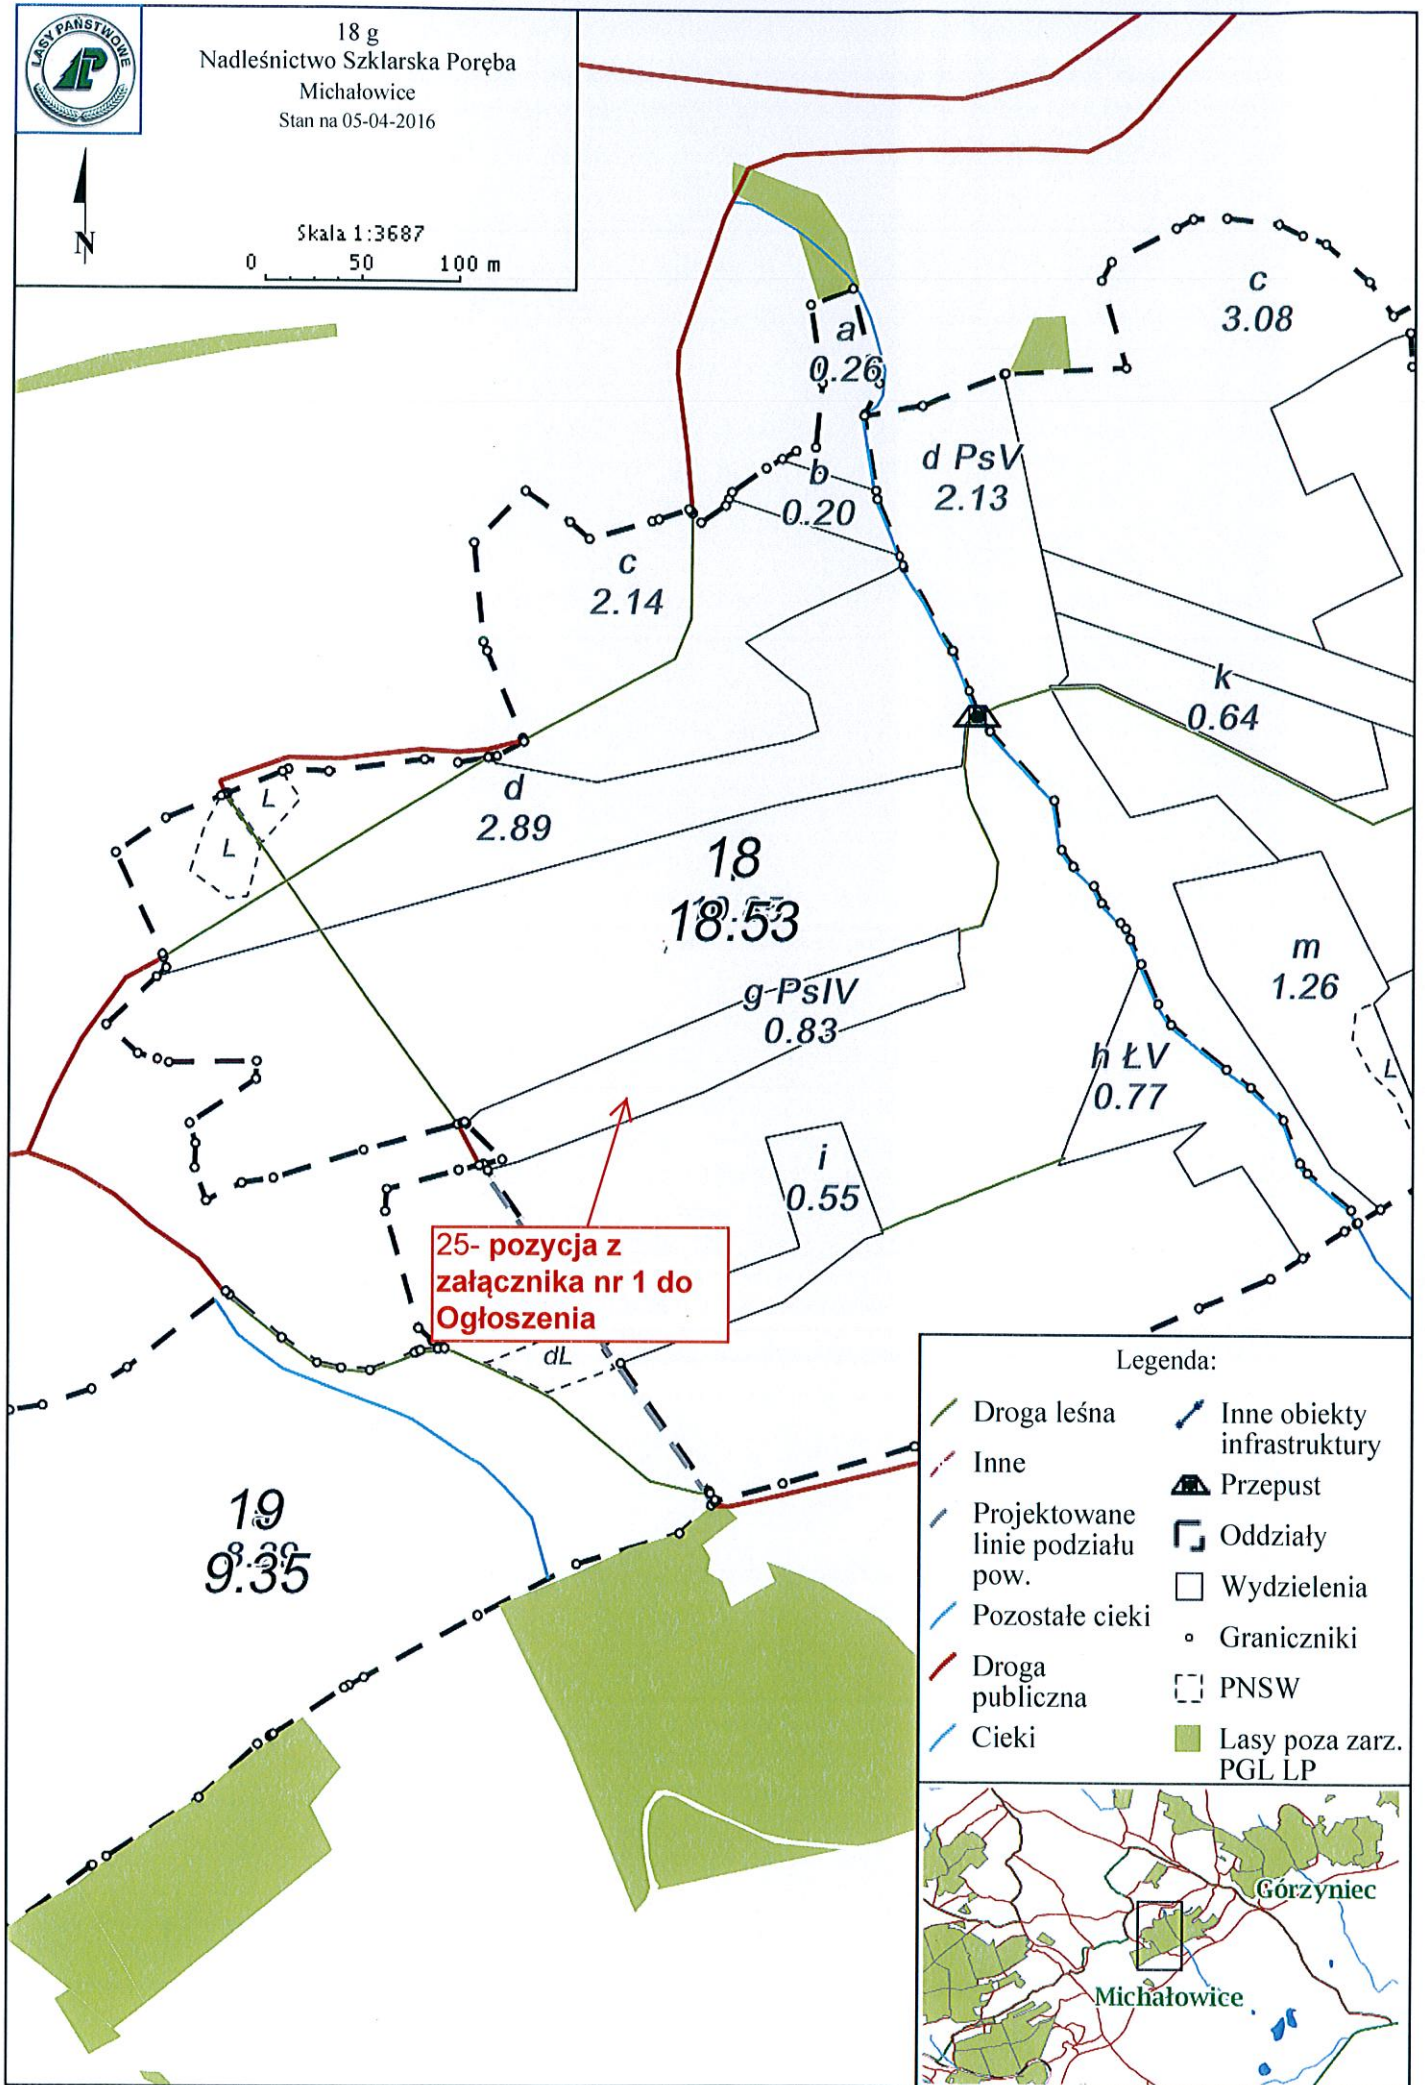 LASY PAŃSTWOWE
18 g
Nadleśnictwo Szklarska Poręba
Michałowice
Stan na 05-04-2016
N
Skala 1:3687
0 50 100 m
c
3.08
a
0.26
b
0.20
d PsV
2.13
c
2.14
k
0.64
L
L
d
2.89
18
18.53
m
1.26
L
g PsIV
0.83
h ŁV
0.77
i
0.55
25- pozycja z
załącznika nr 1 do
Ogłoszenia
dL
19
9.35
Legenda:
Droga leśna
Inne
Projektowane
linie podziału
pow.
Pozostałe cieki
Droga
publiczna
Cieki
Inne obiekty
infrastruktury
Przepust
Oddziały
Wydzielenia
Graniczniki
PNSW
Lasy poza zarz.
PGL LP
Górzyniec
Michałowice